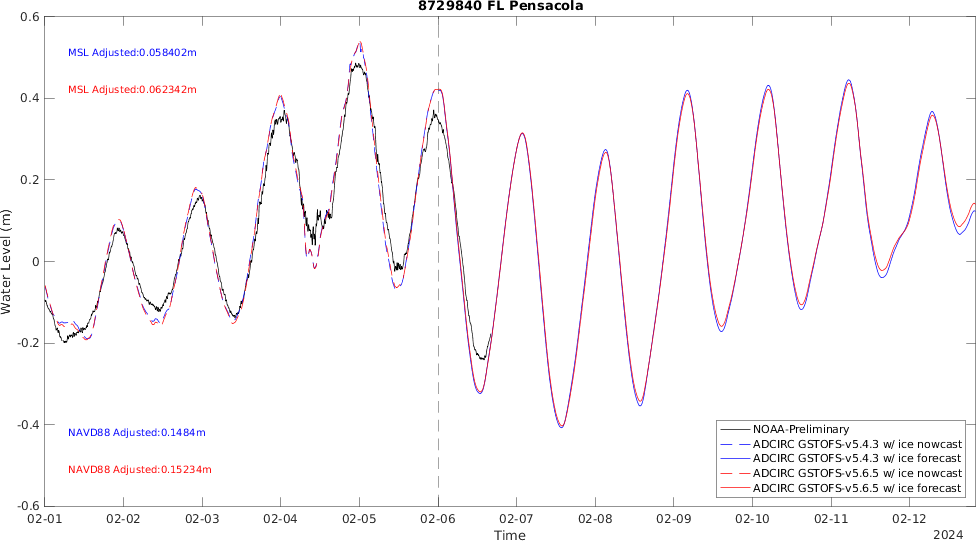 8729840 FL Pensacola
Water Level (m)
0.6
0.4
0.2
0
-0.2
-0.4
-0.6
MSL Adjusted:0.058402m
MSL Adjusted:0.062342m
NAVD88 Adjusted:0.1484m
NAVD88 Adjusted:0.15234m
NOAA-Preliminary
ADCIRC GSTOFS-v5.4.3 w/ ice nowcast
ADCIRC GSTOFS-v5.4.3 w/ ice forecast
ADCIRC GSTOFS-v5.6.5 w/ ice nowcast
ADCIRC GSTOFS-v5.6.5 w/ ice forecast
02-01 02-02 02-03 02-04 02-05 02-06 02-07 02-08 02-09 02-10 02-11 02-12
Time
2024